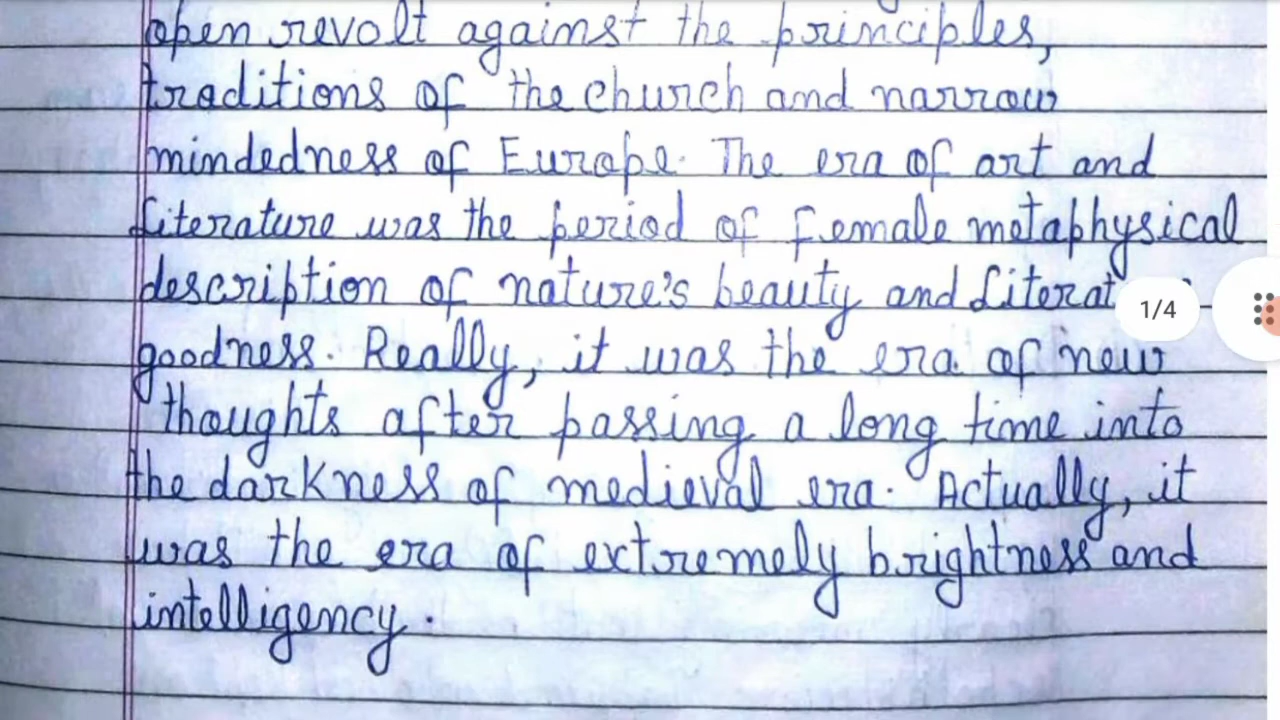 open revolt against the principles,
traditions of the church and narrow
mindedness of Europe. The era of art and
literature was the period of female metaphysical
description of nature's beauty and
goodness. Really, it was the era of new
thoughts after passing a long time into
the darkness of medieval era. Actually, it
was the era of extremely brightness and
intelligency.
1/4